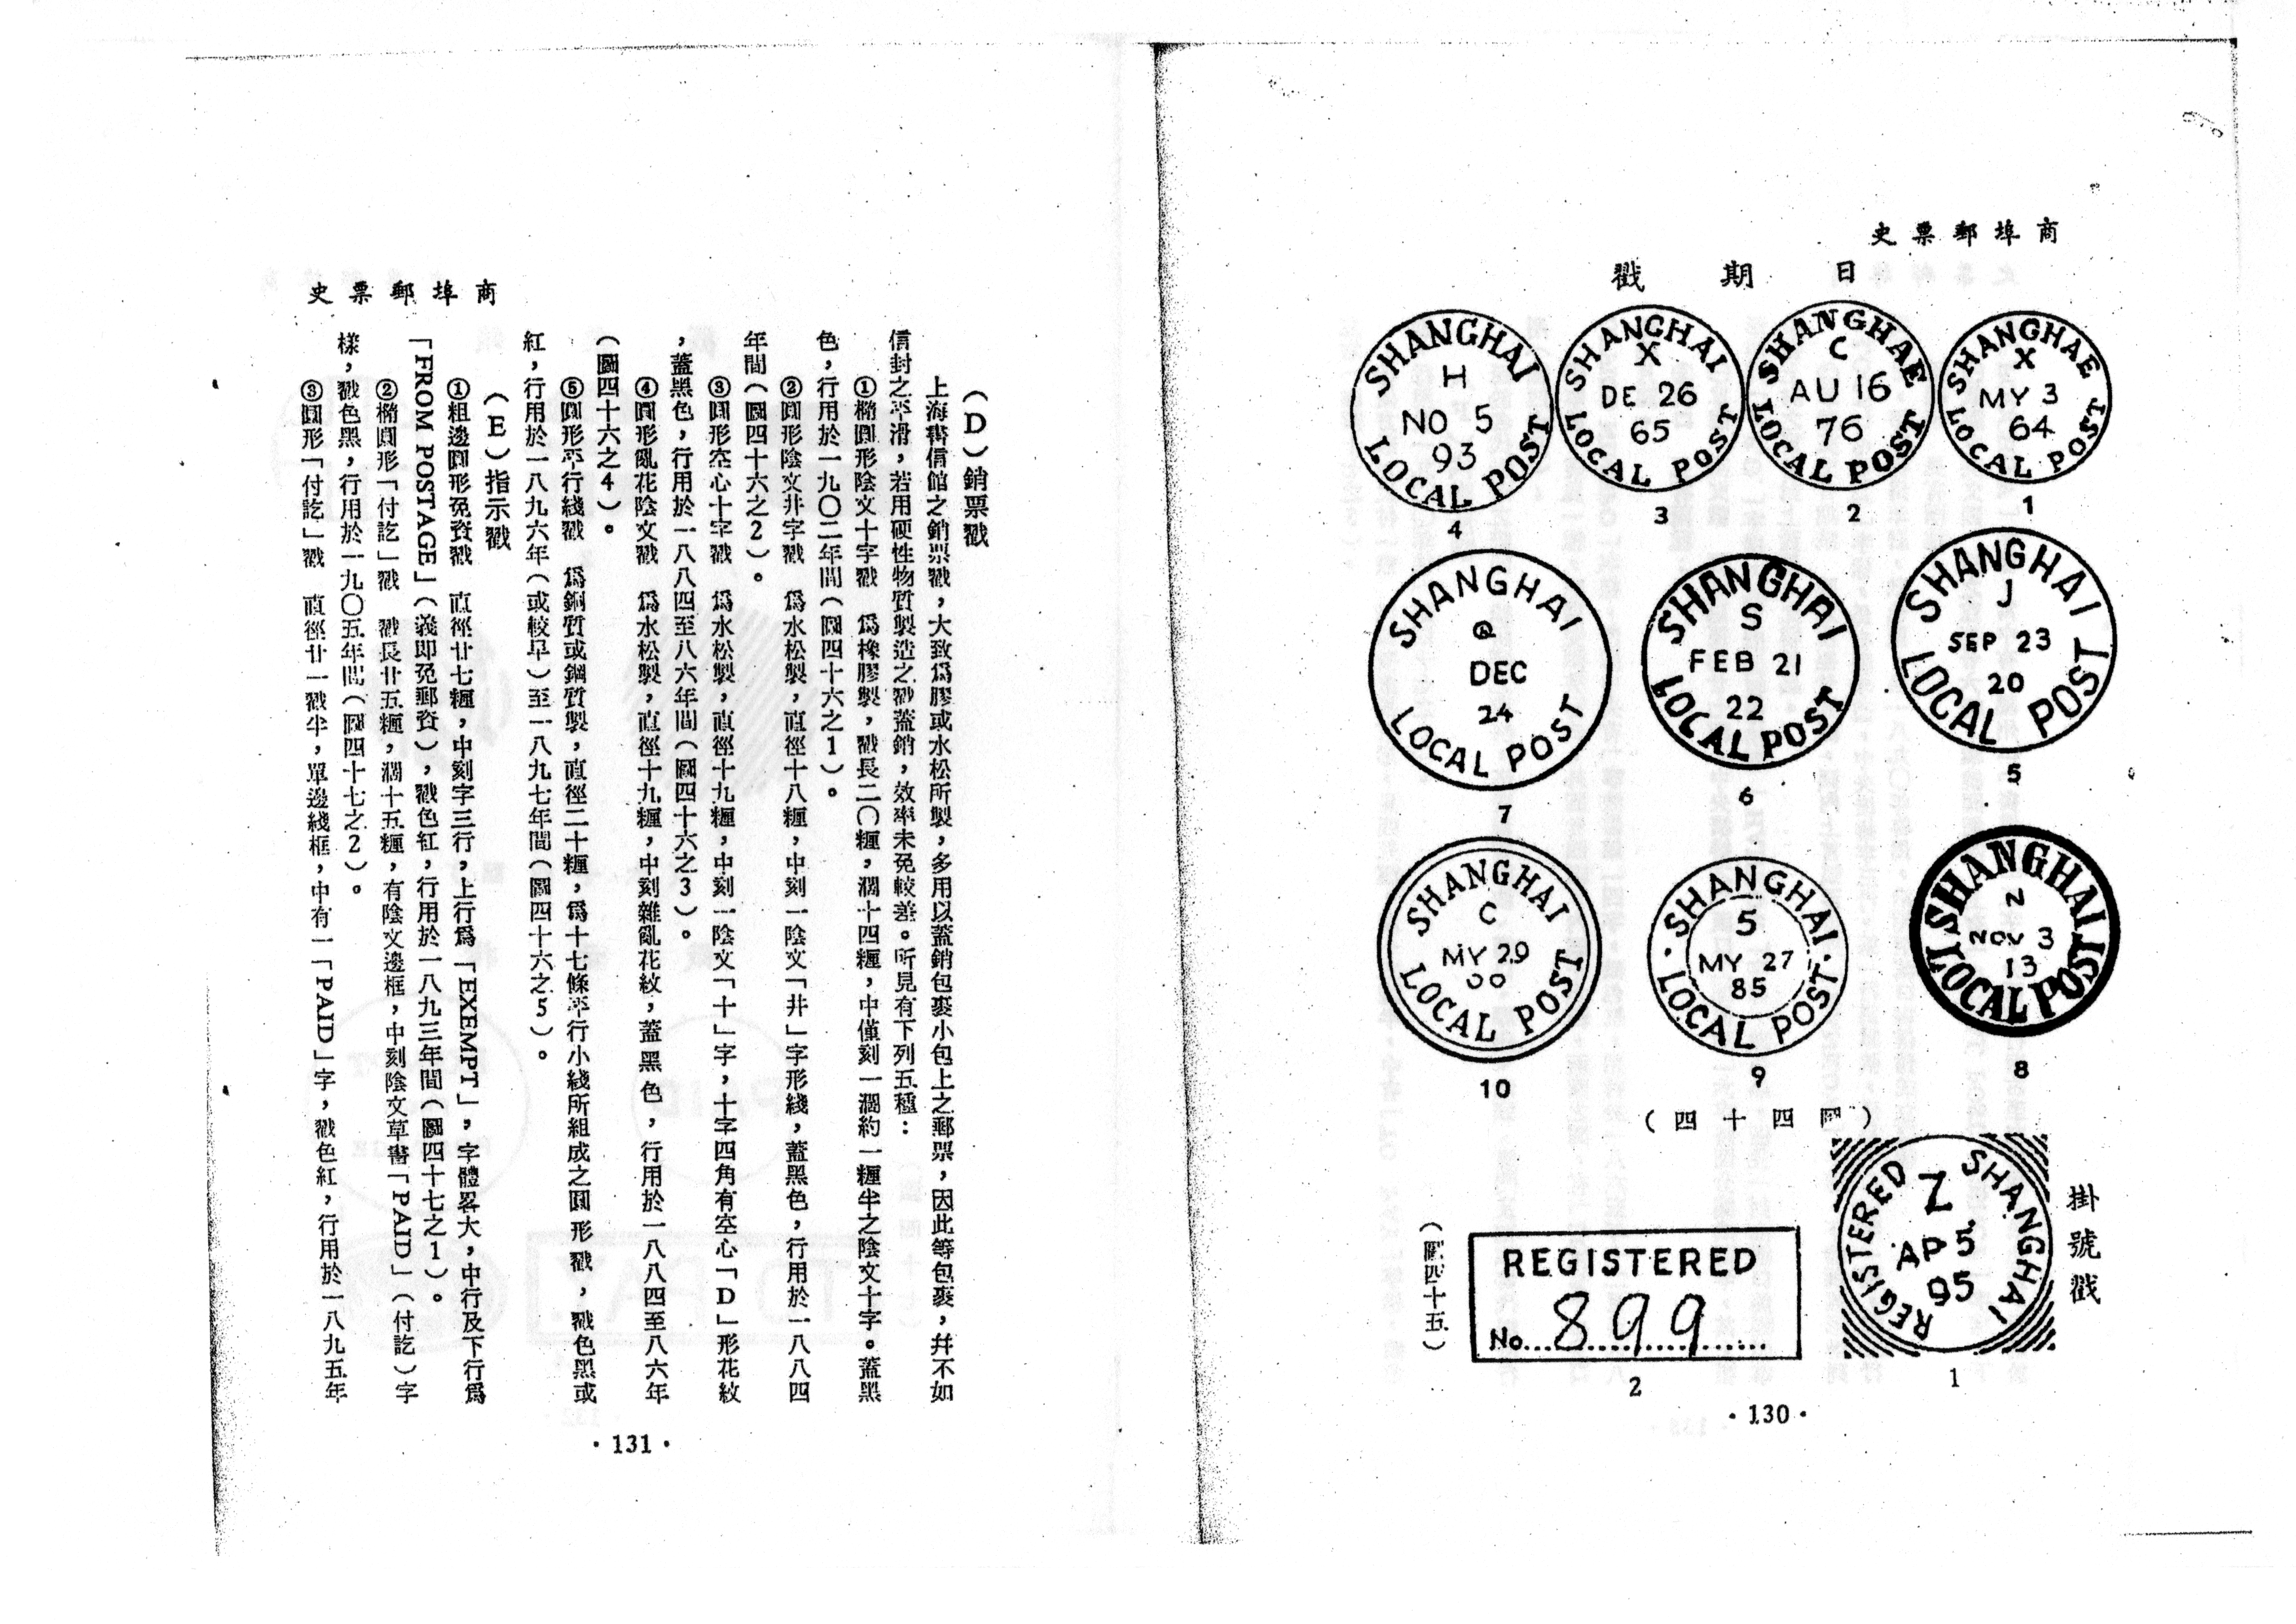 商埠郵票史
日期戳
SHANGHAE
X
MY 3
64
LOCAL POST
1
SHANGHAE
C
AU 16
76
LOCAL POST
2
SHANGHAI
X
DE 26
65
LOCAL POST
3
SHANGHAI
H
NO 5
93
LOCAL POST
4
SHANGHAI
J
SEP 23
20
LOCAL POST
5
SHANGHAI
S
FEB 21
22
LOCAL POST
6
SHANGHAI
@
DEC
24
LOCAL POST
7
SHANGHAI
N
NOV 3
13
LOCAL POST
8
SHANGHAI
5
MY 27
85
LOCAL POST
9
SHANGHAI
C
MY 29
00
LOCAL POST
10
(圖四十四)
掛號戳
SHANGHAI
Z
AP 5
95
REGISTERED
1
REGISTERED
No...899......
2
(圖四十五)
·130·
商埠郵票史
(D)銷票戳
上海書信館之銷票戳,大致爲膠或水松所製,多用以蓋銷包裹小包上之郵票,因此等包裹,幷不如
信封之平滑,若用硬性物質製造之戳蓋銷,效率未免較差。所見有下列五種:
①橢圓形陰文十字戳 爲橡膠製,戳長二〇糎,濶十四糎,中僅刻一濶約一糎半之陰文十字。蓋黑
色,行用於一九〇二年間(圖四十六之1)。
②圓形陰文井字戳 爲水松製,直徑十八糎,中刻一陰文「井」字形綫,蓋黑色,行用於一八八四
年間(圖四十六之2)。
③圓形空心十字戳 爲水松製,直徑十九糎,中刻一陰文「十」字,十字四角有空心「D」形花紋
,蓋黑色,行用於一八八四至八六年間(圖四十六之3)。
④圓形亂花陰文戳 爲水松製,直徑十九糎,中刻雜亂花紋,蓋黑色,行用於一八八四至八六年
(圖四十六之4)。
⑤圓形平行綫戳 爲銅質或鋼質製,直徑二十糎,爲十七條平行小綫所組成之圓形戳,戳色黑或
紅,行用於一八九六年(或較早)至一八九七年間(圖四十六之5)。
(E)指示戳
①粗邊圓形免資戳 直徑廿七糎,中刻字三行,上行爲「EXEMPT」,字體畧大,中行及下行爲
「FROM POSTAGE」(義即免郵資),戳色紅,行用於一八九三年間(圖四十七之1)。
②橢圓形「付訖」戳 戳長廿五糎,濶十五糎,有陰文邊框,中刻陰文草書「PAID」(付訖)字
樣,戳色黑,行用於一九〇五年間(圖四十七之2)。
③圓形「付訖」戳 直徑廿一戳半,單邊綫框,中有一「PAID」字,戳色紅,行用於一八九五年
·131·